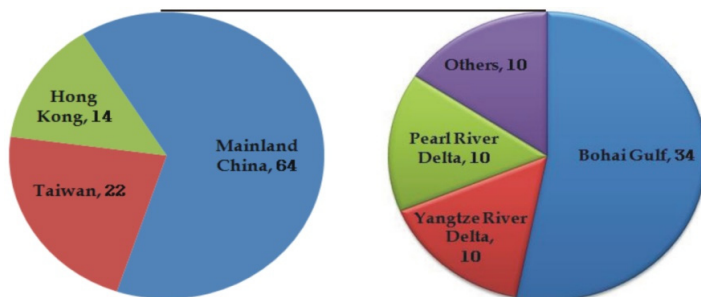 Hong
Kong, 14
Mainland
China, 64
Taiwan, 22
Others, 10
Pearl River
Delta, 10
Bohai Gulf, 34
Yangtze River
Delta,
10